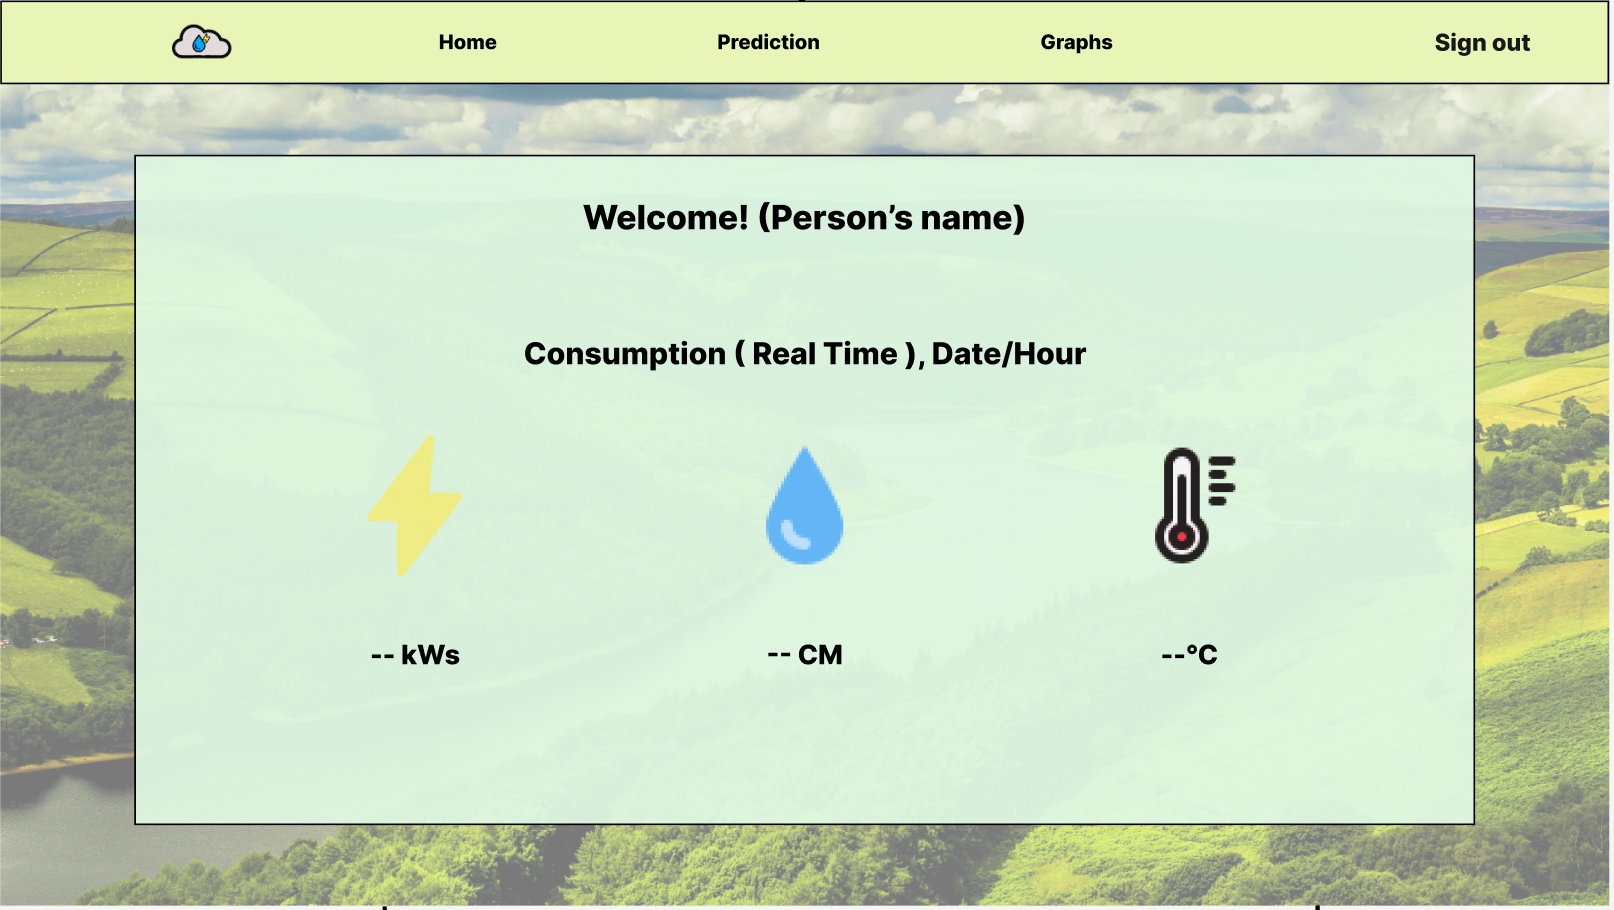 Home
Prediction
Graphs
Sign out
Welcome! (Person’s name)
Consumption ( Real Time ), Date/Hour
-- kWs
-- CM
--°C